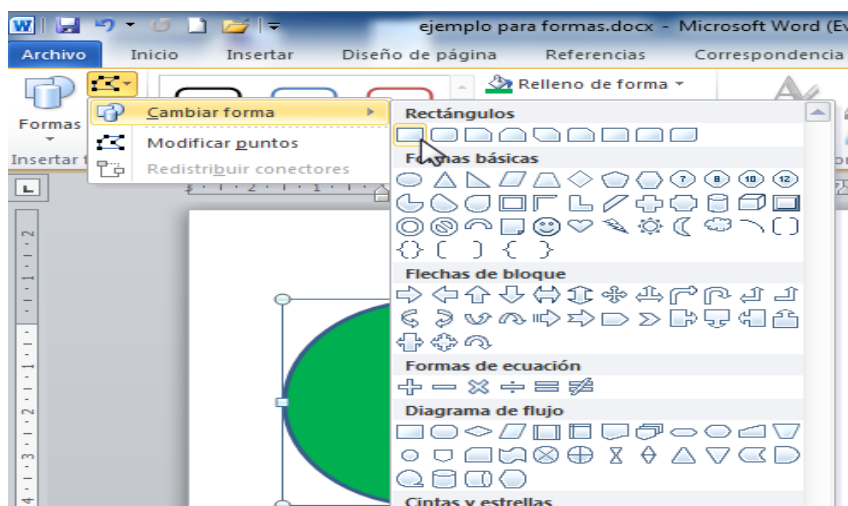 ejemplo para formas.docx - Microsoft Word (Ev
Archivo Inicio Insertar Diseño de página Referencias Correspondencia
Relleno de forma
Formas
Cambiar forma
Modificar puntos
Redistribuir conectores
Insertar f
Rectángulos
Formas básicas
7 8 10 12
Flechas de bloque
Formas de ecuación
Diagrama de flujo
Cintas y estrellas